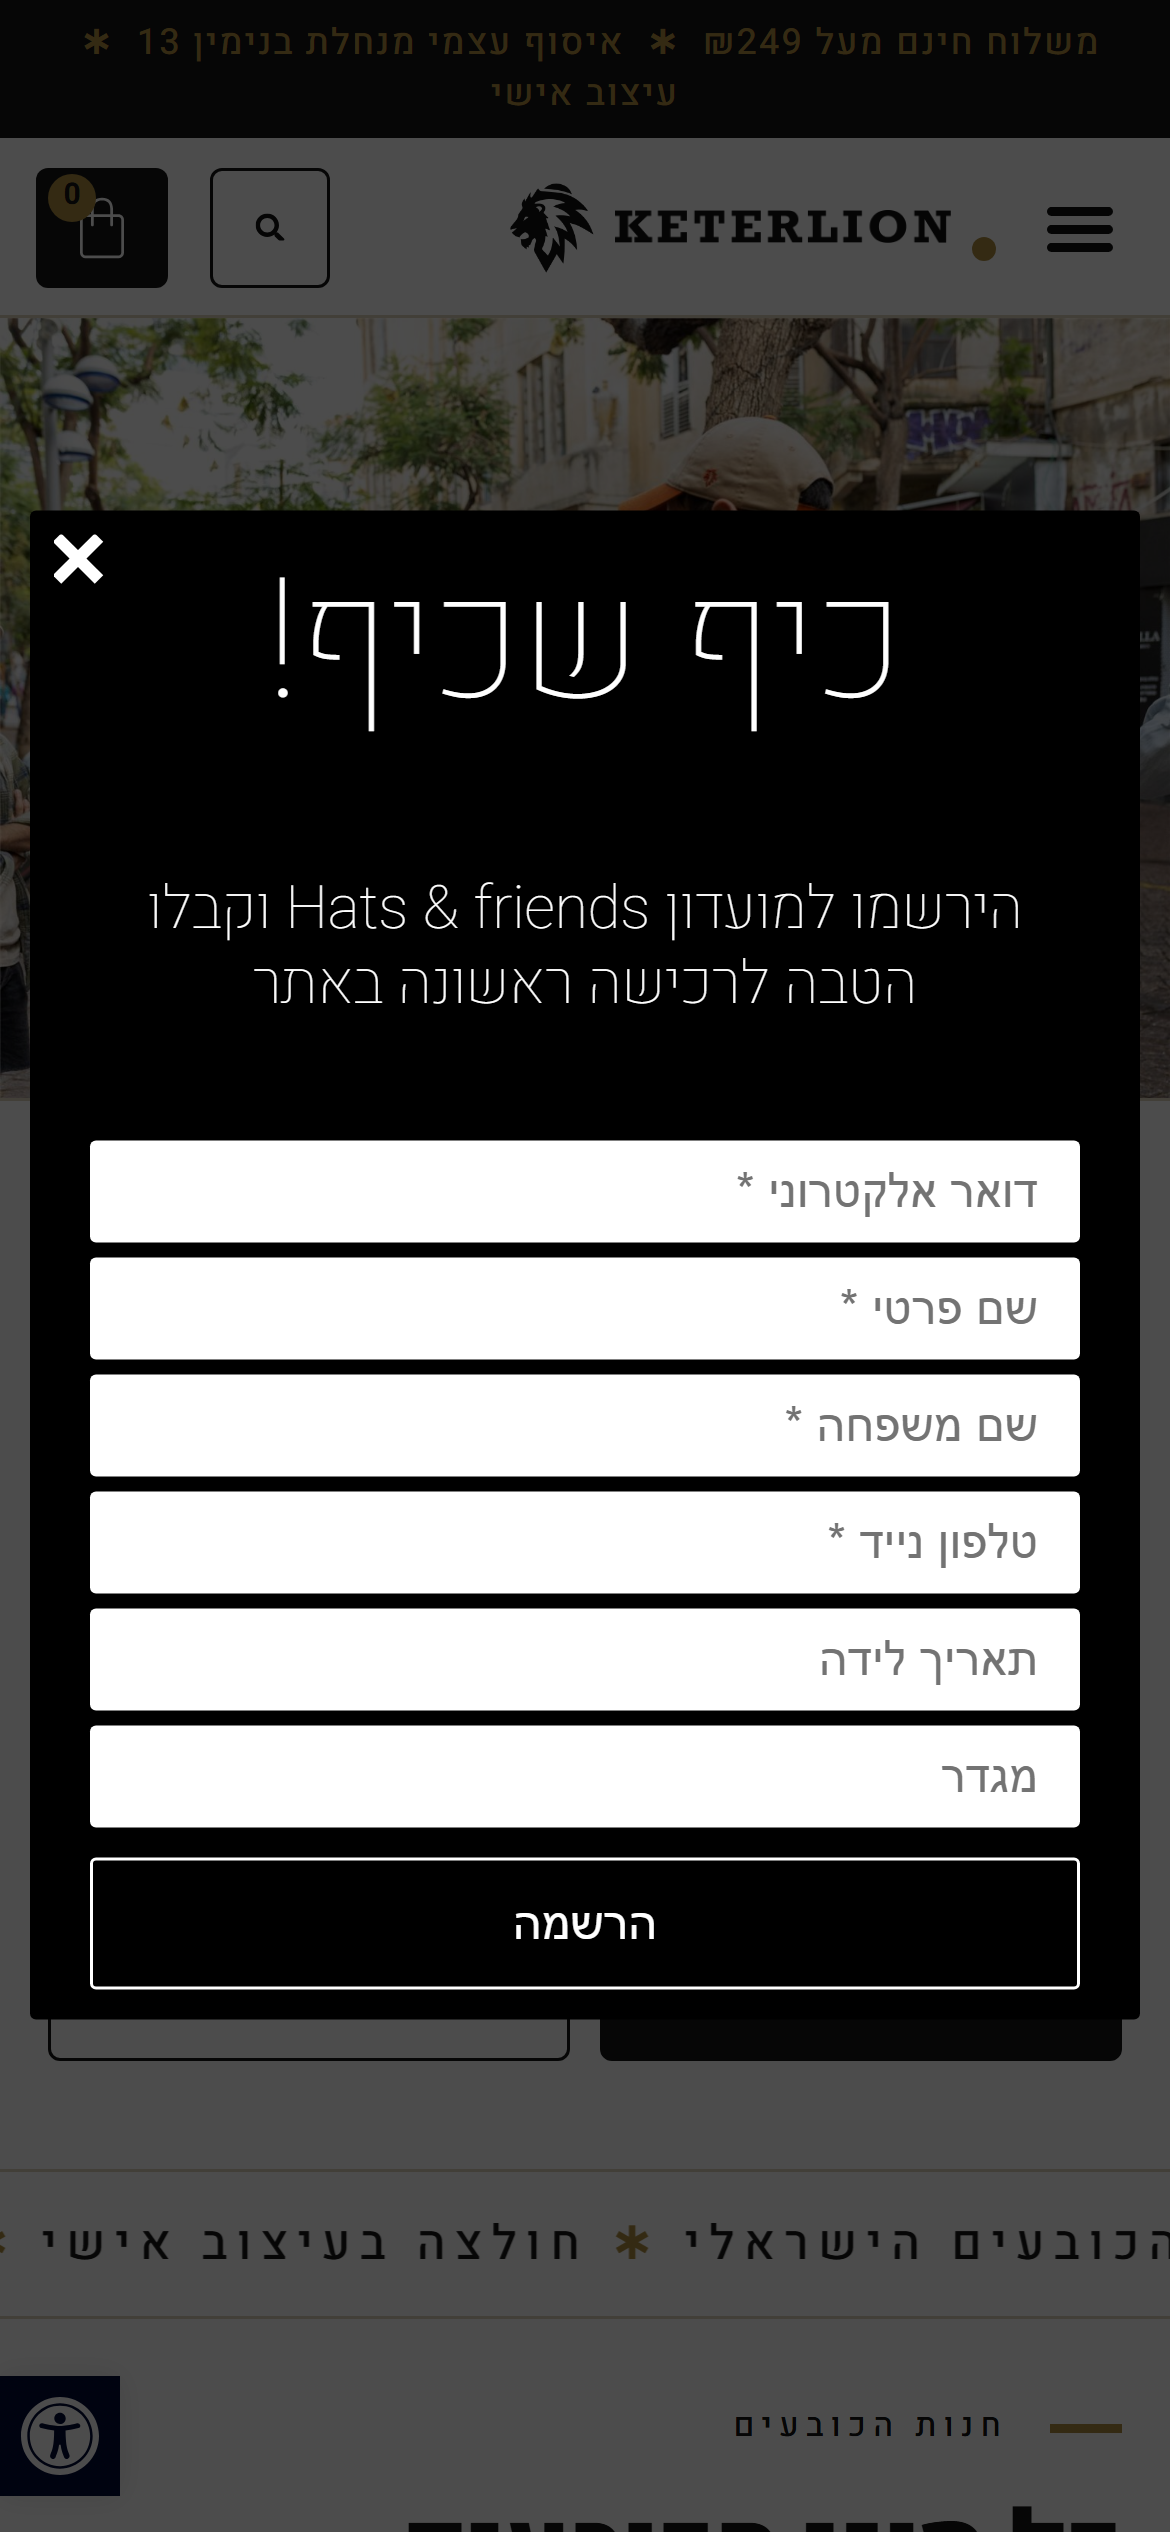 משלוח חינם מעל 249₪ ✱ איסוף עצמי מנחלת בנימין 13 ✱
עיצוב אישי
KETERLION
0
כיף שכיף!
הירשמו למועדון Hats & friends וקבלו
הטבה לרכישה ראשונה באתר
דואר אלקטרוני *
שם פרטי *
שם משפחה *
טלפון נייד *
תאריך לידה
מגדר
הרשמה
הכובעים הישראלי ✱ חולצה בעיצוב אישי
חנות הכובעים